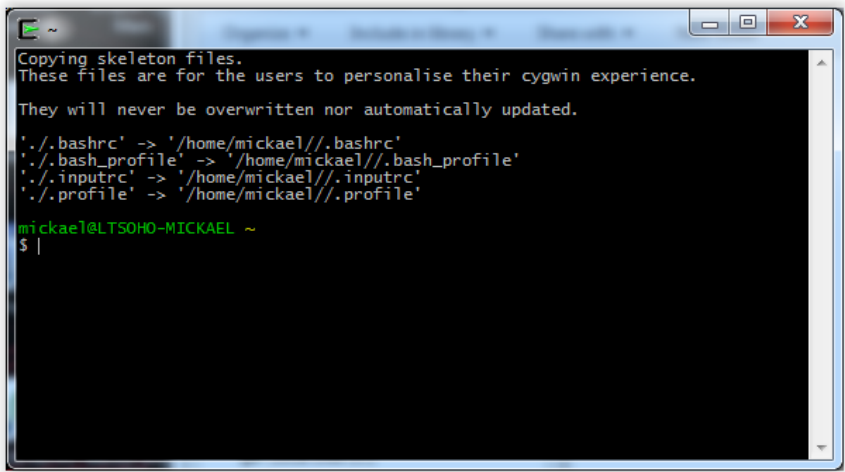 ~
Copying skeleton files.
These files are for the users to personalise their cygwin experience.
They will never be overwritten nor automatically updated.
'./.bashrc' -> '/home/mickael//.bashrc'
'./.bash_profile' -> '/home/mickael//.bash_profile'
'./.inputrc' -> '/home/mickael//.inputrc'
'./.profile' -> '/home/mickael//.profile'
mickael@LTSOHO-MICKAEL ~
$